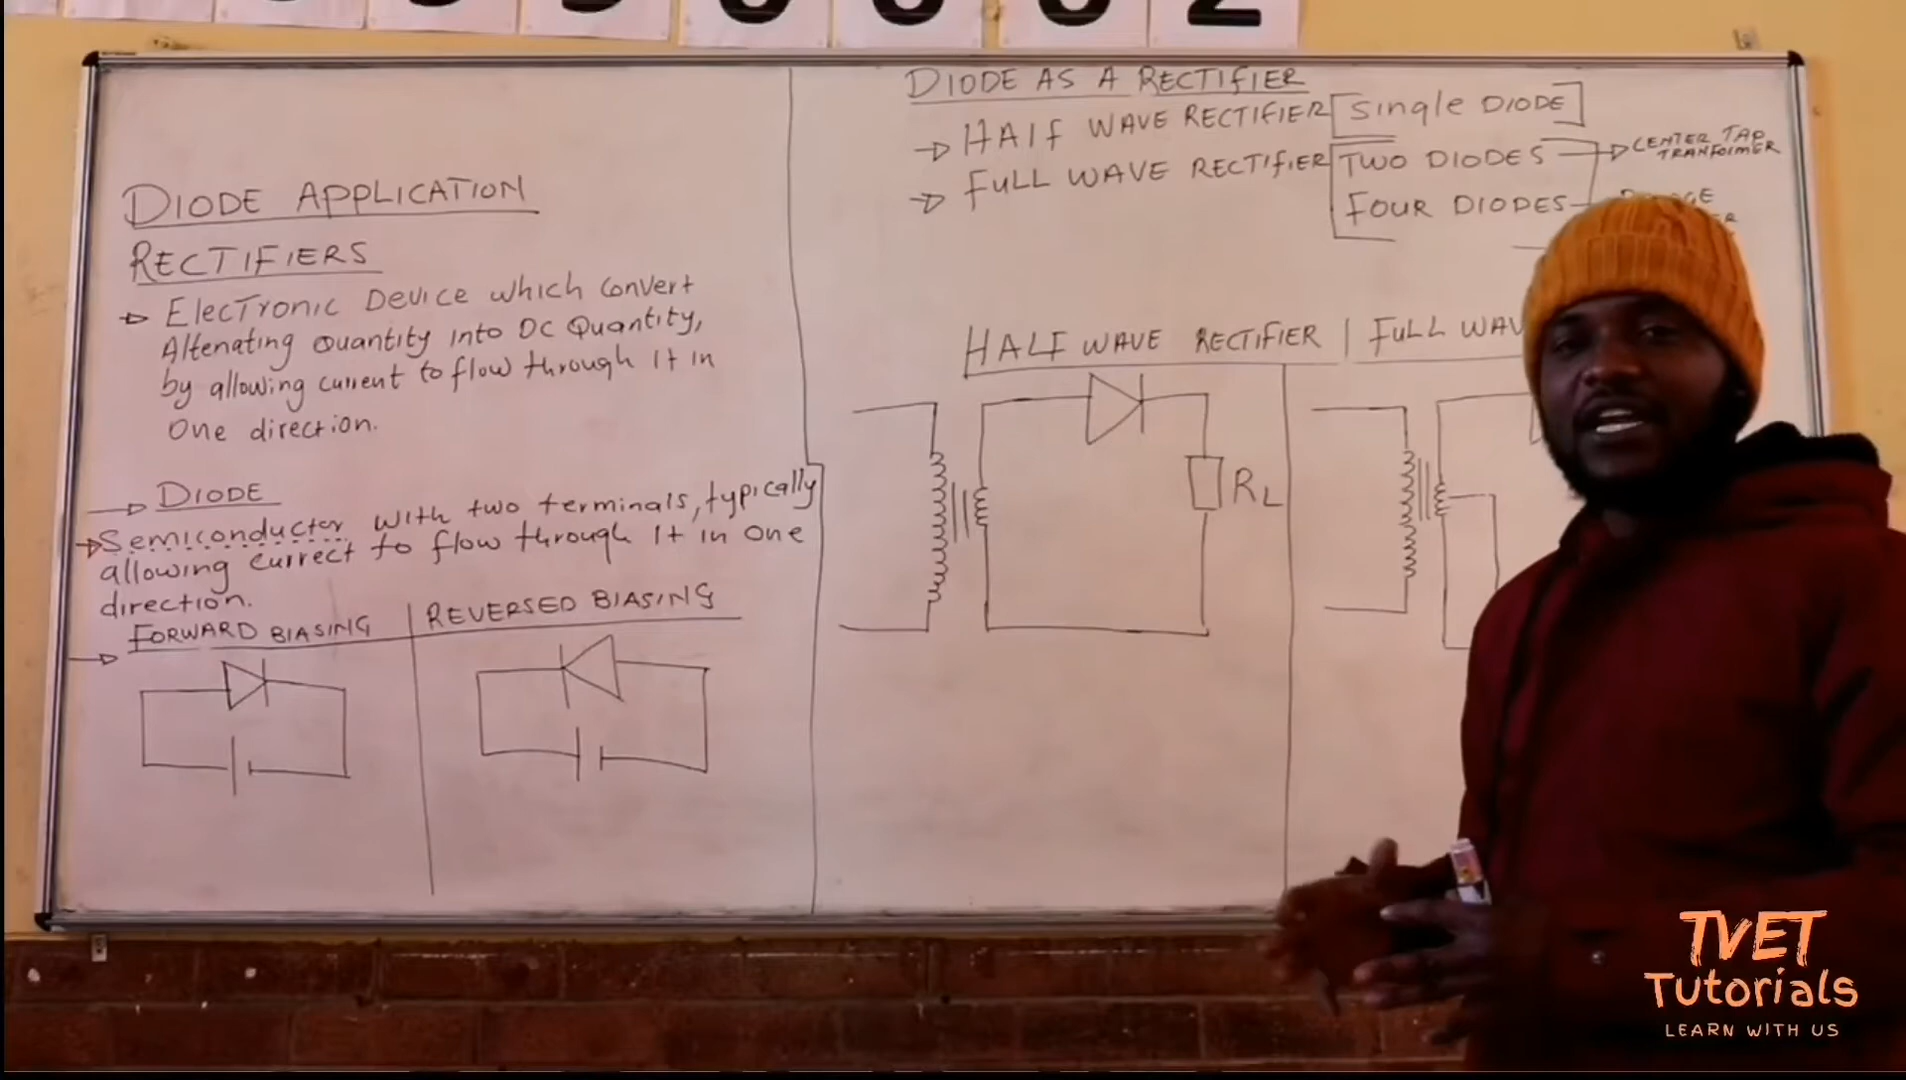 DIODE APPLICATION
RECTIFIERS
Electronic Device which convert
Altenating Quantity into DC Quantity,
by allowing current to flow through it in
One direction.
DIODE
Semiconductor with two terminals, typically
allowing currect to flow through it in one
direction.
FORWARD BIASING | REVERSED BIASING
DIODE AS A RECTIFIER
HALF WAVE RECTIFIER [Single DIODE]
FULL WAVE RECTIFIER [TWO DIODES
CENTER TAP
TRANFORMER
FOUR DIODES
HALF WAVE RECTIFIER | FULL WAV
RL
TVET
Tutorials
LEARN WITH US